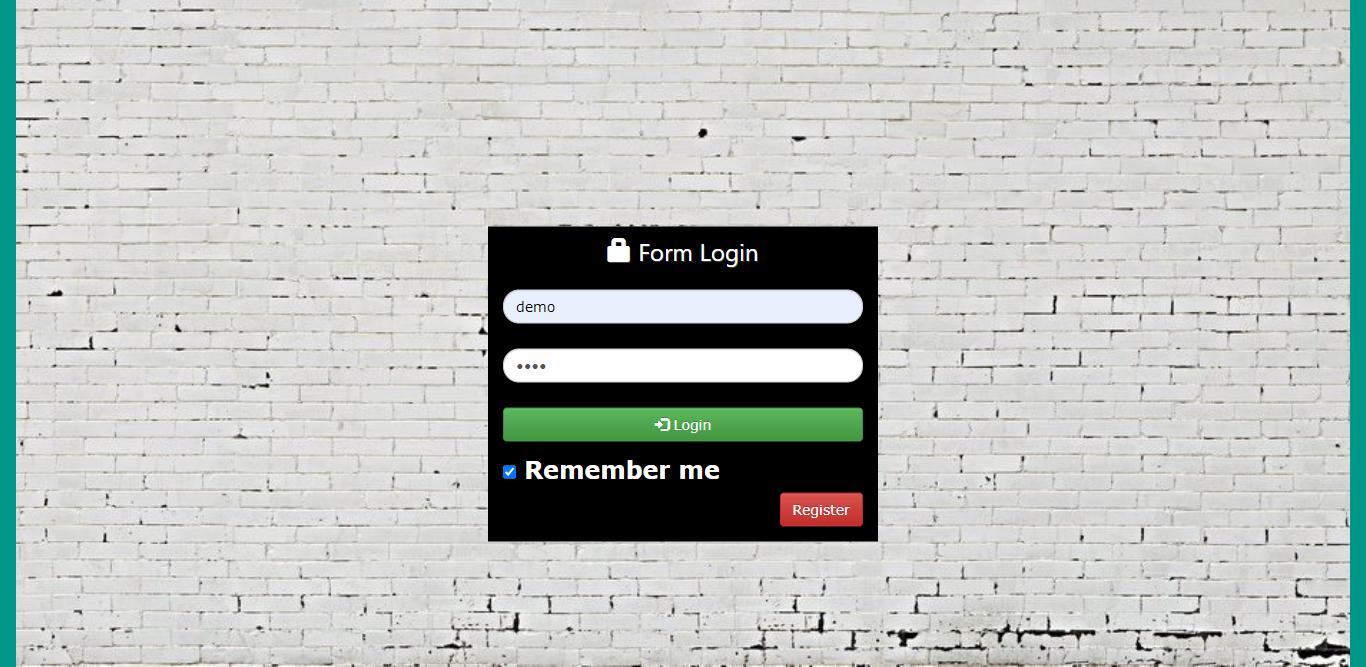 Form Login
demo
••••
Login
Remember me
Register